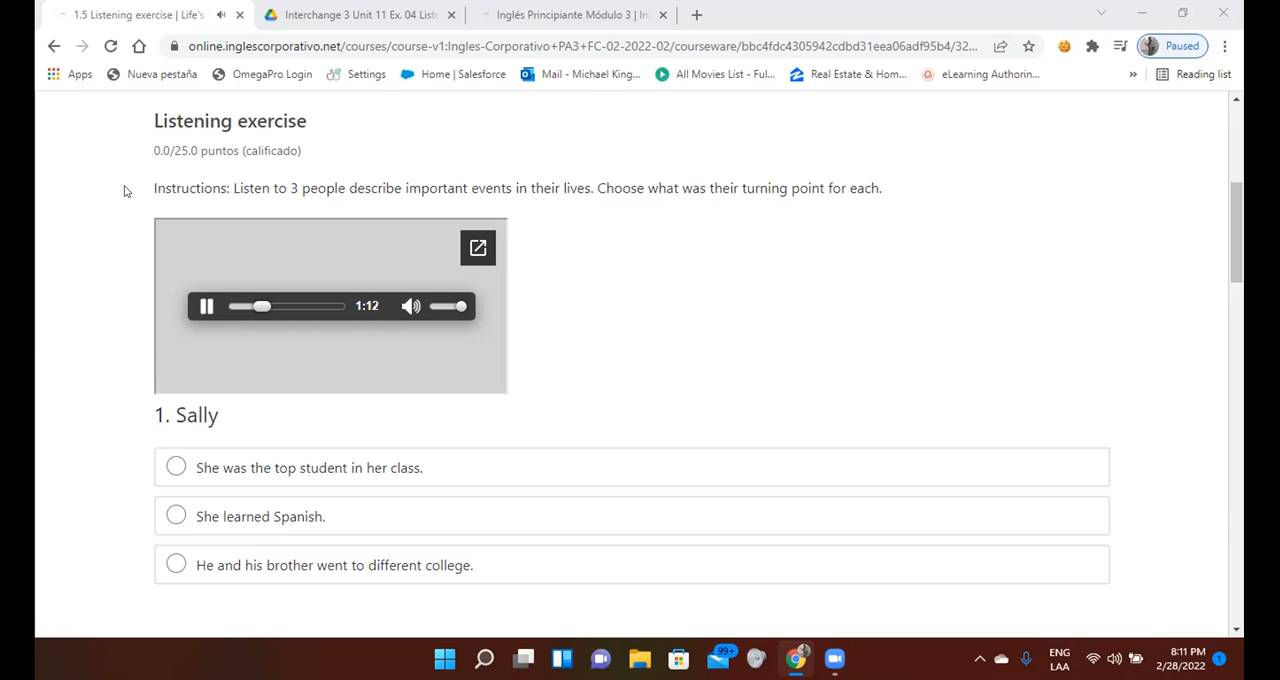 1.5 Listening exercise | Life's
Interchange 3 Unit 11 Ex. 04 List
Inglés Principiante Módulo 3 | In
online.inglescorporativo.net/courses/course-v1:Ingles-Corporativo+PA3+FC-02-2022-02/courseware/bbc4fdc4305942cdbd31eea06adf95b4/32...
Paused
Apps
Nueva pestaña
OmegaPro Login
Settings
Home | Salesforce
Mail - Michael King...
All Movies List - Ful...
Real Estate & Hom...
eLearning Authorin...
»
Reading list
Listening exercise
0.0/25.0 puntos (calificado)
Instructions: Listen to 3 people describe important events in their lives. Choose what was their turning point for each.
1:12
1. Sally
She was the top student in her class.
She learned Spanish.
He and his brother went to different college.
99+
ENG
LAA
8:11 PM
2/28/2022
1